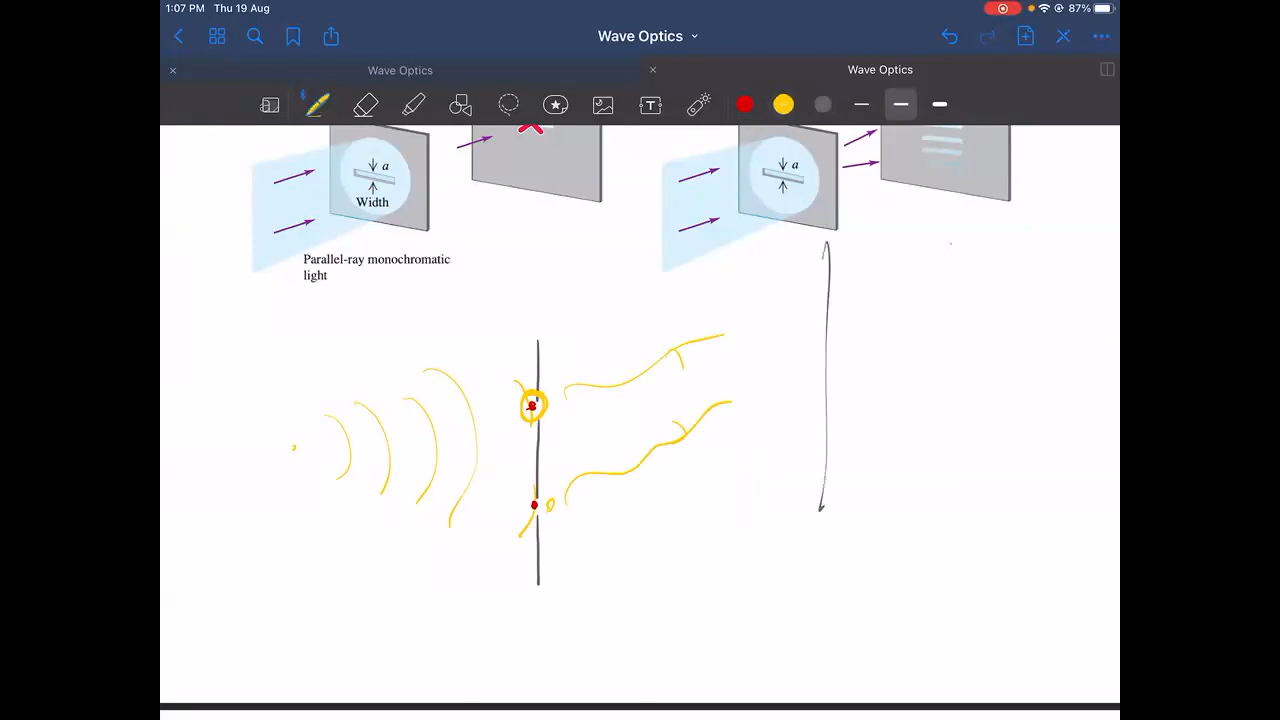 1:07 PM Thu 19 Aug
87%
Wave Optics
Wave Optics
Wave Optics
a
Width
a
Parallel-ray monochromatic
light